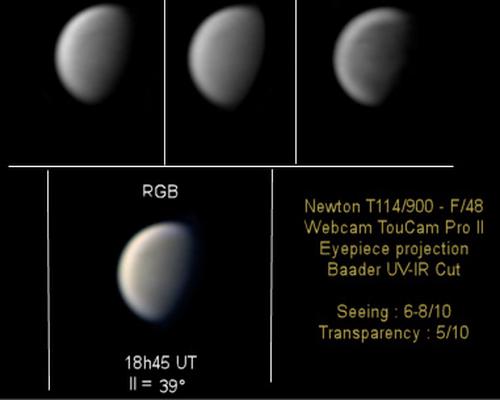 RGB
18h45 UT
II = 39°
Newton T114/900 - F/48
Webcam TouCam Pro II
Eyepiece projection
Baader UV-IR Cut
Seeing : 6-8/10
Transparency : 5/10